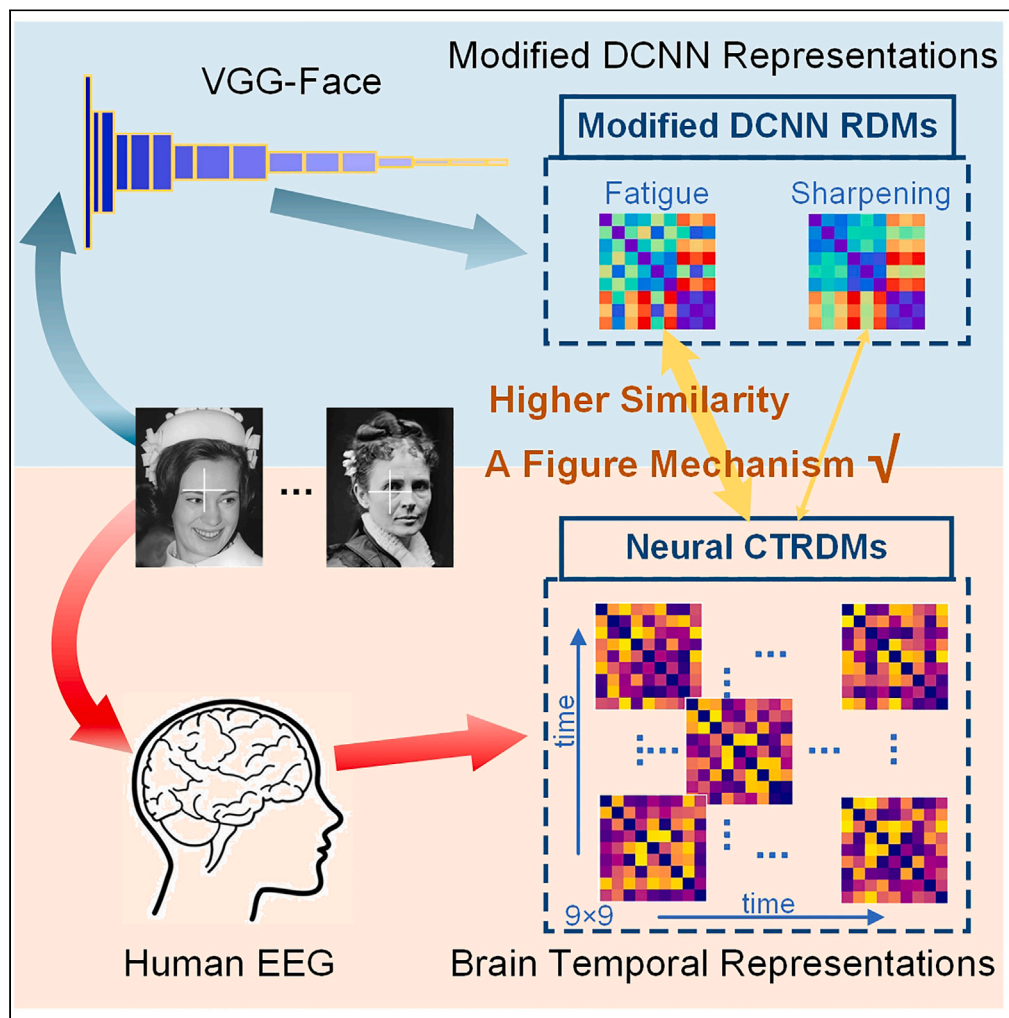 Modified DCNN Representations
VGG-Face
Modified DCNN RDMs
Fatigue
Sharpening
Higher Similarity
A Figure Mechanism √
...
Neural CTRDMs
time
...
...
...
...
...
...
9×9
time
Human EEG
Brain Temporal Representations